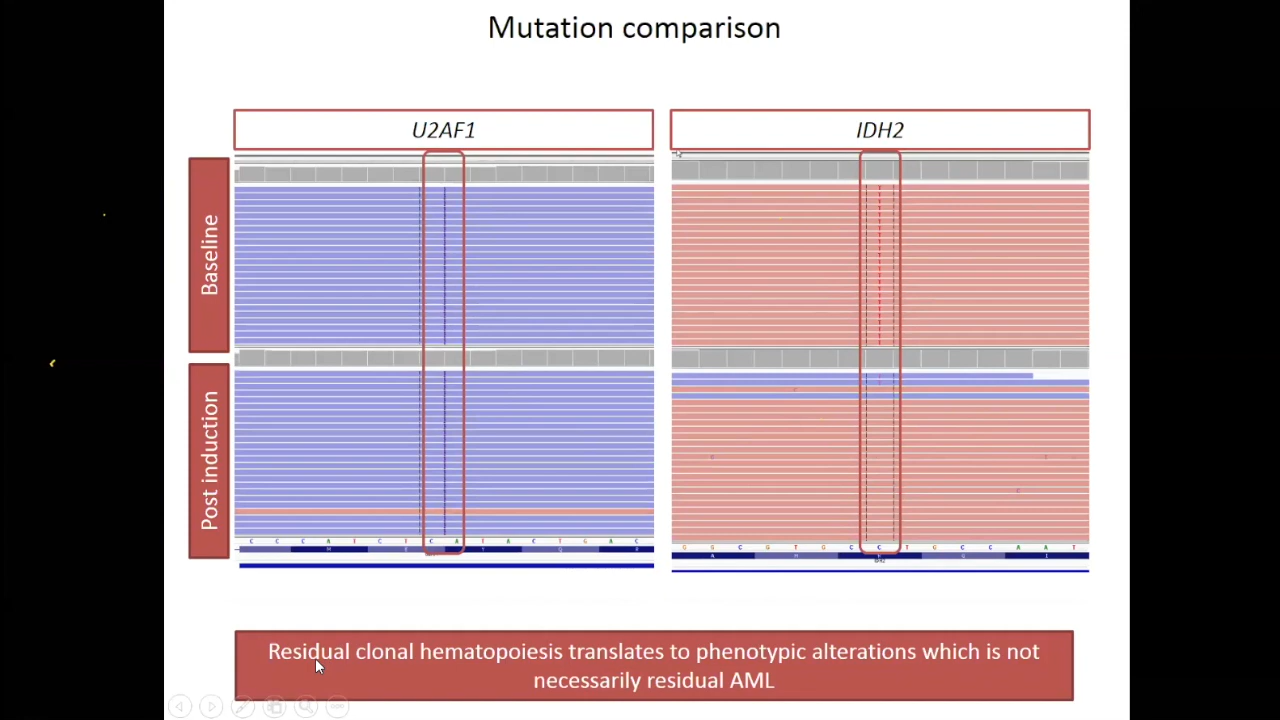 Mutation comparison
U2AF1
IDH2
Baseline
Post induction
C C C A T C T C A T A C T G A C
G G C G T G C C T G C C A A T
Residual clonal hematopoiesis translates to phenotypic alterations which is not
necessarily residual AML